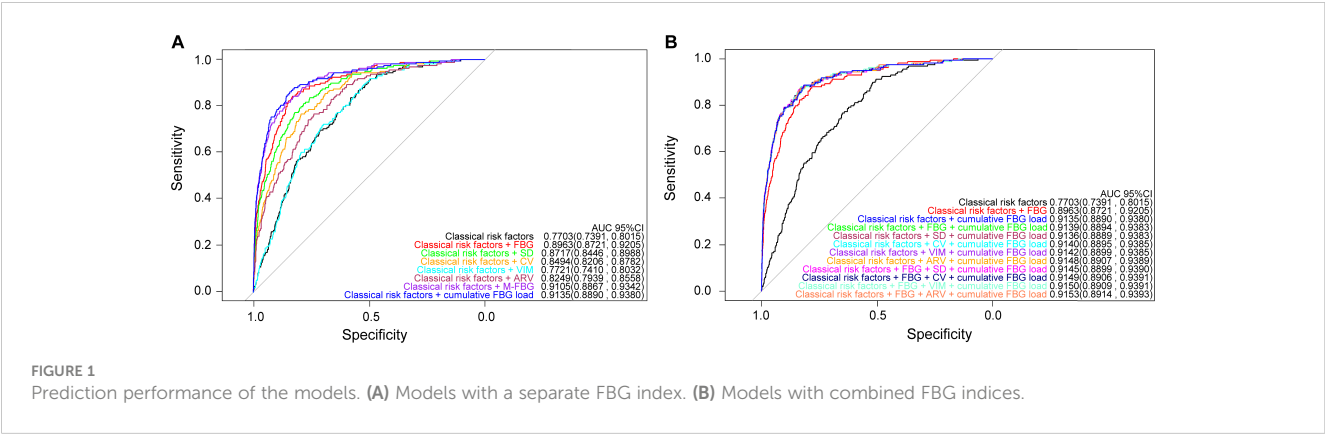 A
1.0
0.8
0.6
0.4
0.2
0.0
Sensitivity
AUC 95%CI
Classical risk factors 0.7703(0.7391 , 0.8015)
Classical risk factors + FBG 0.8963(0.8721 , 0.9205)
Classical risk factors + SD 0.8717(0.8446 , 0.8988)
Classical risk factors + CV 0.8494(0.8206 , 0.8782)
Classical risk factors + VIM 0.7721(0.7410 , 0.8032)
Classical risk factors + ARV 0.8249(0.7939 , 0.8558)
Classical risk factors + M-FBG 0.9105(0.8867 , 0.9342)
Classical risk factors + cumulative FBG load 0.9135(0.8890 , 0.9380)
1.0 0.5 0.0
Specificity
B
1.0
0.8
0.6
0.4
0.2
0.0
Sensitivity
AUC 95%CI
Classical risk factors 0.7703(0.7391 , 0.8015)
Classical risk factors + FBG 0.8963(0.8721 , 0.9205)
Classical risk factors + cumulative FBG load 0.9135(0.8890 , 0.9380)
Classical risk factors + FBG + cumulative FBG load 0.9139(0.8894 , 0.9383)
Classical risk factors + SD + cumulative FBG load 0.9136(0.8889 , 0.9383)
Classical risk factors + CV + cumulative FBG load 0.9140(0.8895 , 0.9385)
Classical risk factors + VIM + cumulative FBG load 0.9142(0.8899 , 0.9385)
Classical risk factors + ARV + cumulative FBG load 0.9148(0.8907 , 0.9389)
Classical risk factors + FBG + SD + cumulative FBG load 0.9145(0.8899 , 0.9390)
Classical risk factors + FBG + CV + cumulative FBG load 0.9149(0.8906 , 0.9391)
Classical risk factors + FBG + VIM + cumulative FBG load 0.9150(0.8909 , 0.9391)
Classical risk factors + FBG + ARV + cumulative FBG load 0.9153(0.8914 , 0.9393)
1.0 0.5 0.0
Specificity
FIGURE 1
Prediction performance of the models. (A) Models with a separate FBG index. (B) Models with combined FBG indices.